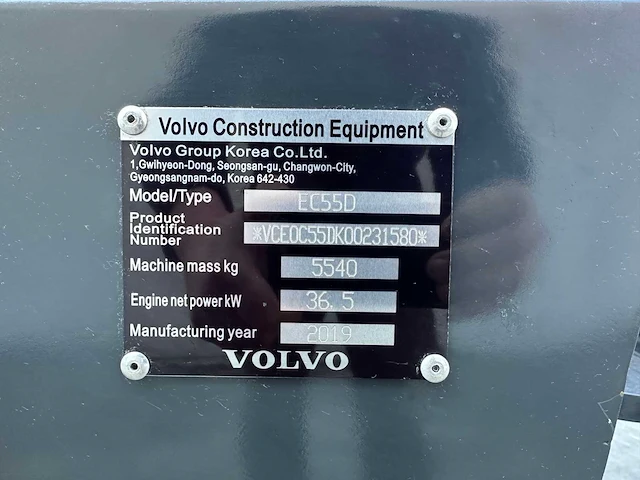 Volvo Construction Equipment
Volvo Group Korea Co.Ltd.
1,Gwihyeon-Dong, Seongsan-gu, Changwon-City,
Gyeongsangnam-do, Korea 642-430
Model/Type EC55D
Product
Identification
Number *VCE0C55DK00231580*
Machine mass kg 5540
Engine net power kW 36.5
Manufacturing year 2019
VOLVO